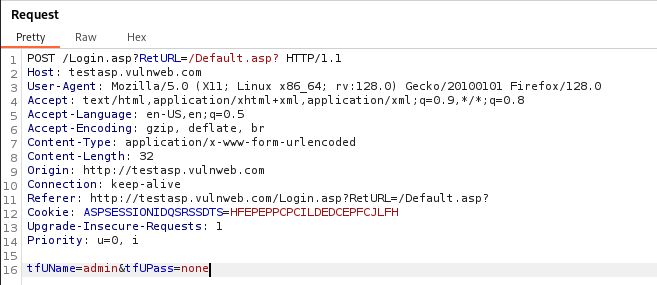 Request
Pretty Raw Hex
1 POST /Login.asp?RetURL=/Default.asp? HTTP/1.1
2 Host: testasp.vulnweb.com
3 User-Agent: Mozilla/5.0 (X11; Linux x86_64; rv:128.0) Gecko/20100101 Firefox/128.0
4 Accept: text/html,application/xhtml+xml,application/xml;q=0.9,*/*;q=0.8
5 Accept-Language: en-US,en;q=0.5
6 Accept-Encoding: gzip, deflate, br
7 Content-Type: application/x-www-form-urlencoded
8 Content-Length: 32
9 Origin: http://testasp.vulnweb.com
10 Connection: keep-alive
11 Referer: http://testasp.vulnweb.com/Login.asp?RetURL=/Default.asp?
12 Cookie: ASPSESSIONIDQSRSSDTS=HFEPEPPCPCILDEDCEPFCJLFH
13 Upgrade-Insecure-Requests: 1
14 Priority: u=0, i
15
16 tfUName=admin&tfUPass=none